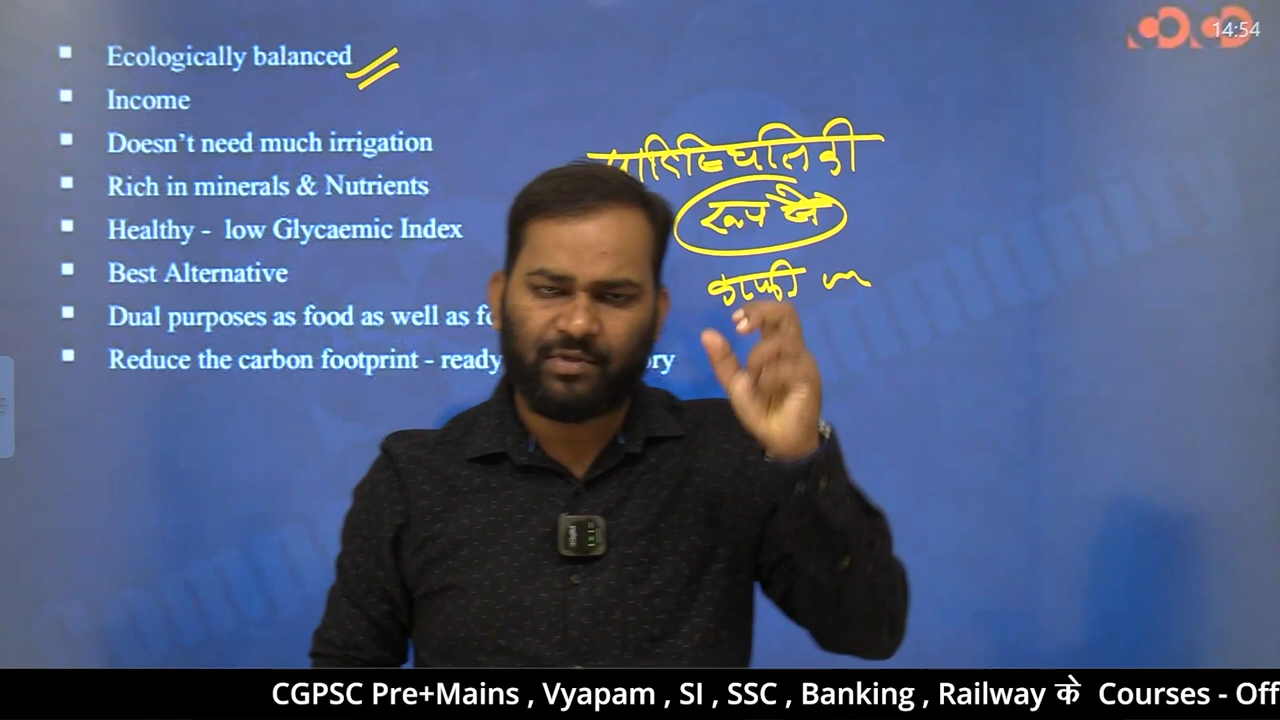 14:54
Ecologically balanced
Income
Doesn’t need much irrigation
Rich in minerals & Nutrients
Healthy - low Glycaemic Index
Best Alternative
Dual purposes as food as well as fo
Reduce the carbon footprint - ready ry
पारिस्थितिकी
रूप से
काफी
CGPSC Pre+Mains , Vyapam , SI , SSC , Banking , Railway के Courses - Off